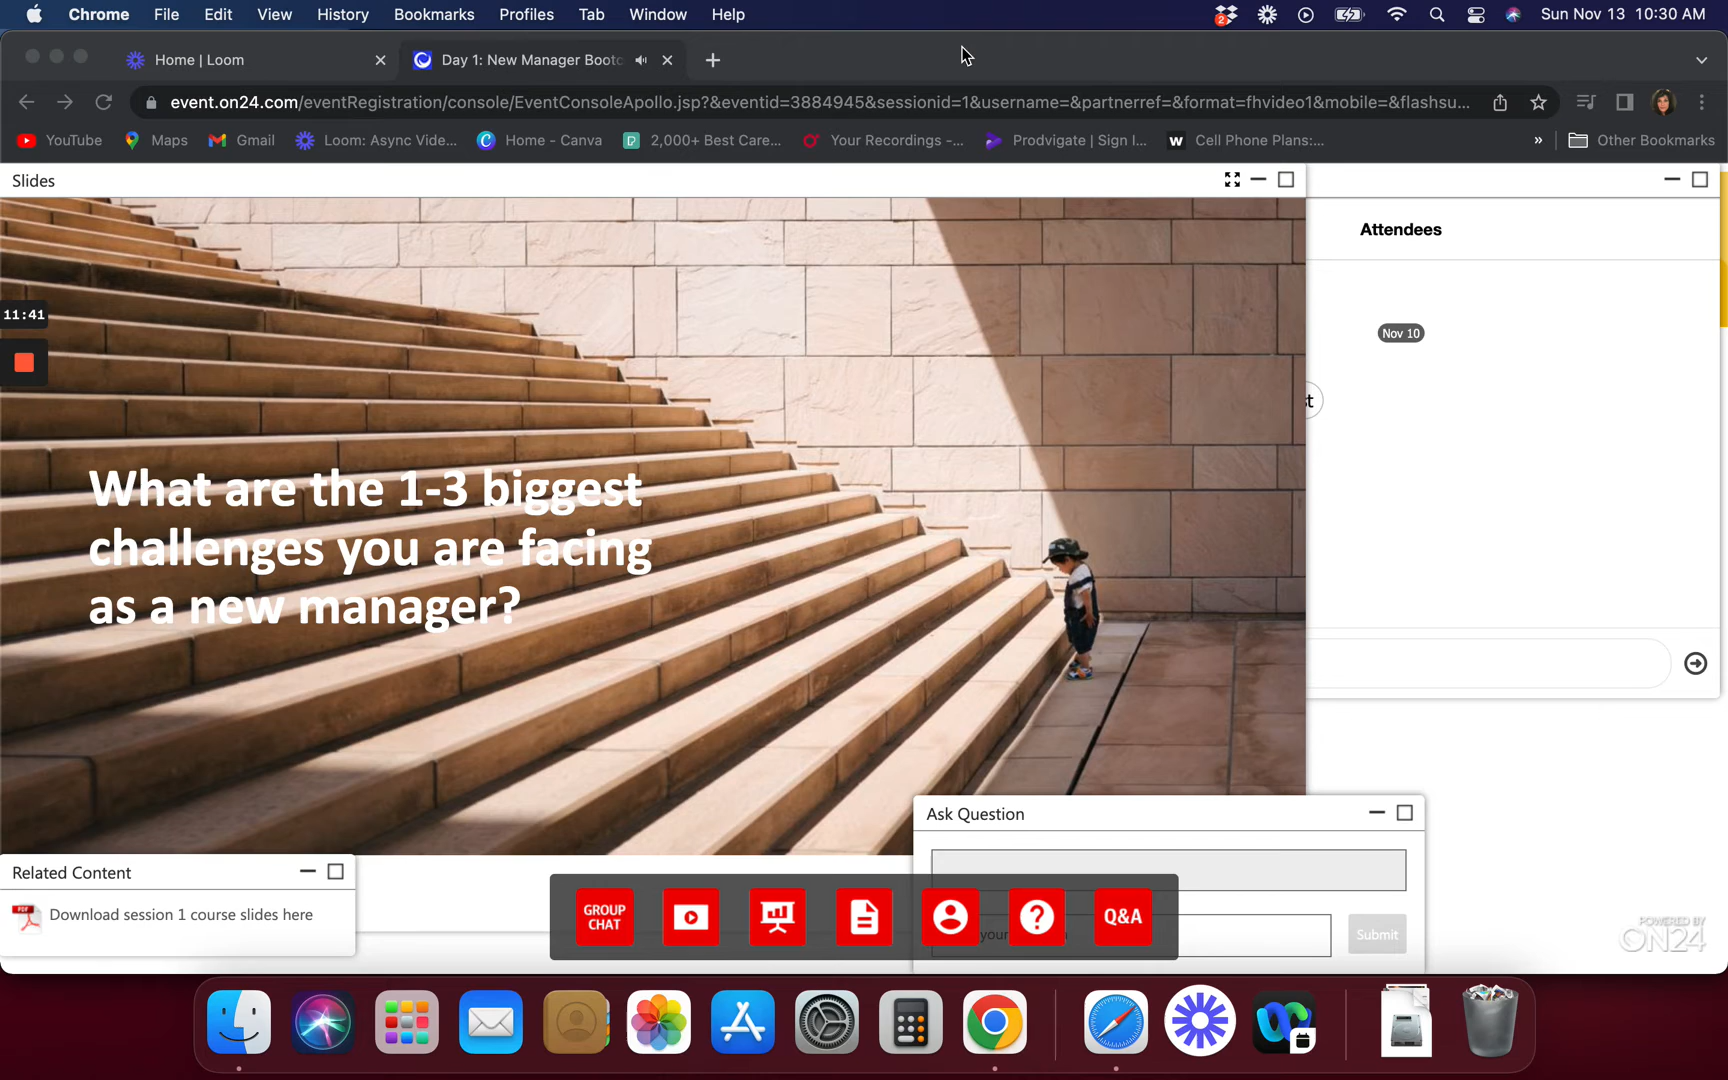 Chrome File Edit View History Bookmarks Profiles Tab Window Help
2
Sun Nov 13 10:30 AM
Home | Loom
Day 1: New Manager Bootc
event.on24.com/eventRegistration/console/EventConsoleApollo.jsp?&eventid=3884945&sessionid=1&username=&partnerref=&format=fhvideo1&mobile=&flashsu...
YouTube Maps Gmail Loom: Async Vide... Home - Canva 2,000+ Best Care... Your Recordings -... Prodvigate | Sign I... Cell Phone Plans:... » Other Bookmarks
Slides
Attendees
11:41
Nov 10
st
What are the 1-3 biggest
challenges you are facing
as a new manager?
Ask Question
Related Content
PDF
Download session 1 course slides here
GROUP
CHAT
Q&A
your
Submit
POWERED BY
ON24